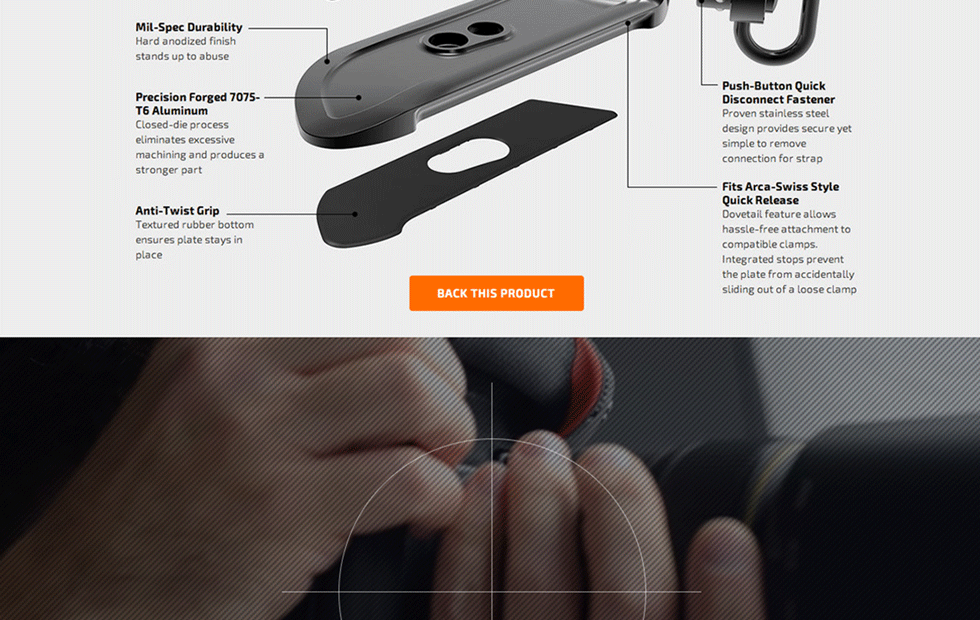 Mil-Spec Durability
Hard anodized finish
stands up to abuse
Precision Forged 7075-
T6 Aluminum
Closed-die process
eliminates excessive
machining and produces a
stronger part
Anti-Twist Grip
Textured rubber bottom
ensures plate stays in
place
Push-Button Quick
Disconnect Fastener
Proven stainless steel
design provides secure yet
simple to remove
connection for strap
Fits Arca-Swiss Style
Quick Release
Dovetail feature allows
hassle-free attachment to
compatible clamps.
Integrated stops prevent
the plate from accidentally
sliding out of a loose clamp
BACK THIS PRODUCT